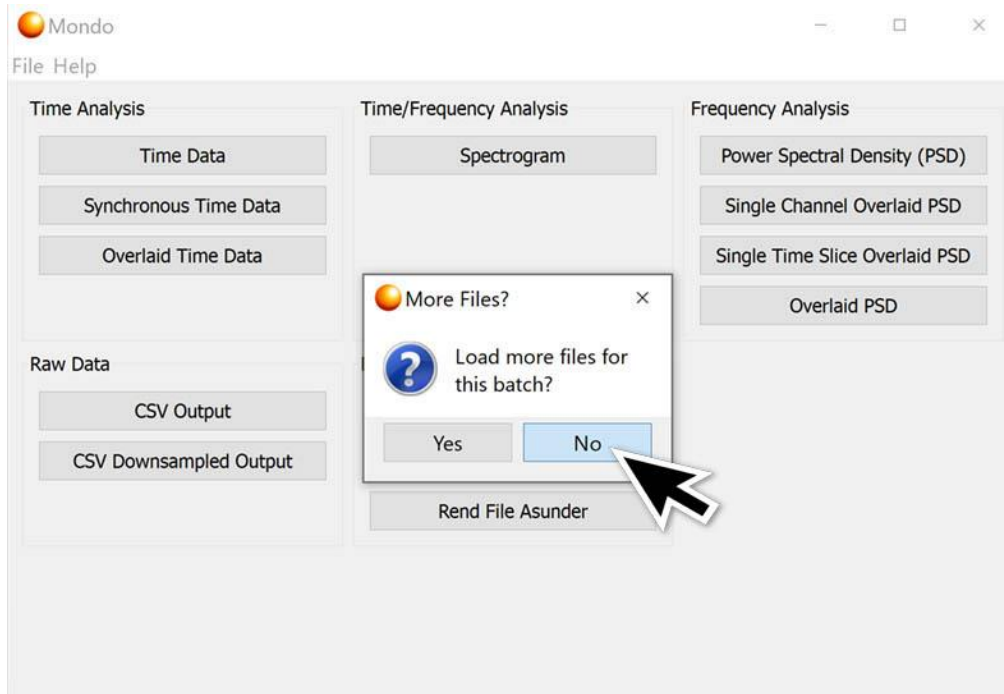 Mondo
File Help
Time Analysis
Time Data
Synchronous Time Data
Overlaid Time Data
Time/Frequency Analysis
Spectrogram
Frequency Analysis
Power Spectral Density (PSD)
Single Channel Overlaid PSD
Single Time Slice Overlaid PSD
Overlaid PSD
More Files?
Load more files for
this batch?
Yes
No
Raw Data
CSV Output
CSV Downsampled Output
Rend File Asunder